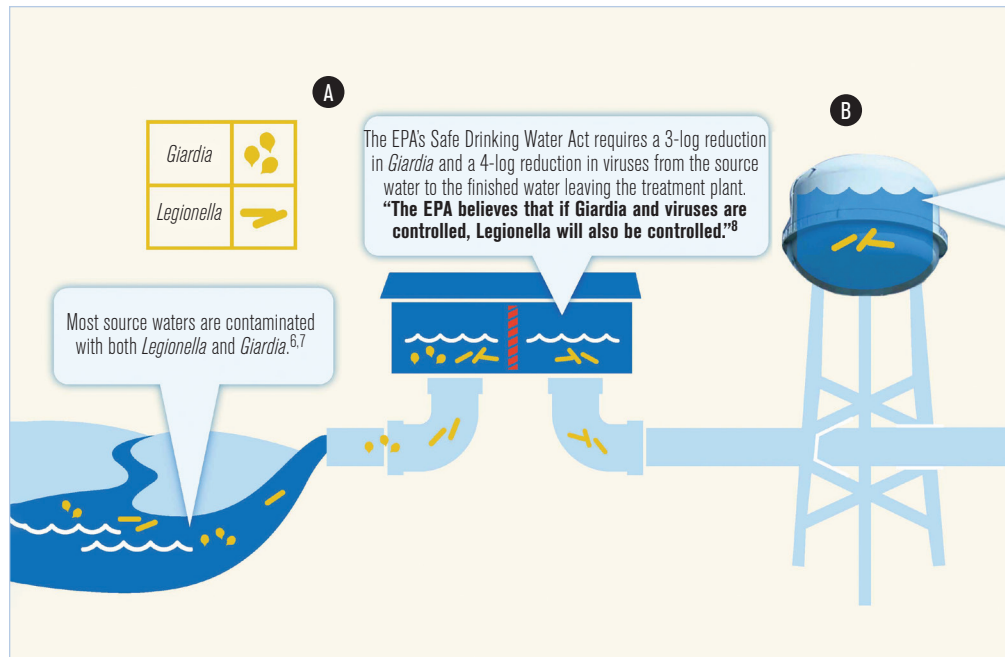 A
B
Giardia
Legionella
The EPA's Safe Drinking Water Act requires a 3-log reduction
in Giardia and a 4-log reduction in viruses from the source
water to the finished water leaving the treatment plant.
“The EPA believes that if Giardia and viruses are
controlled, Legionella will also be controlled.”8
Most source waters are contaminated
with both Legionella and Giardia.6,7